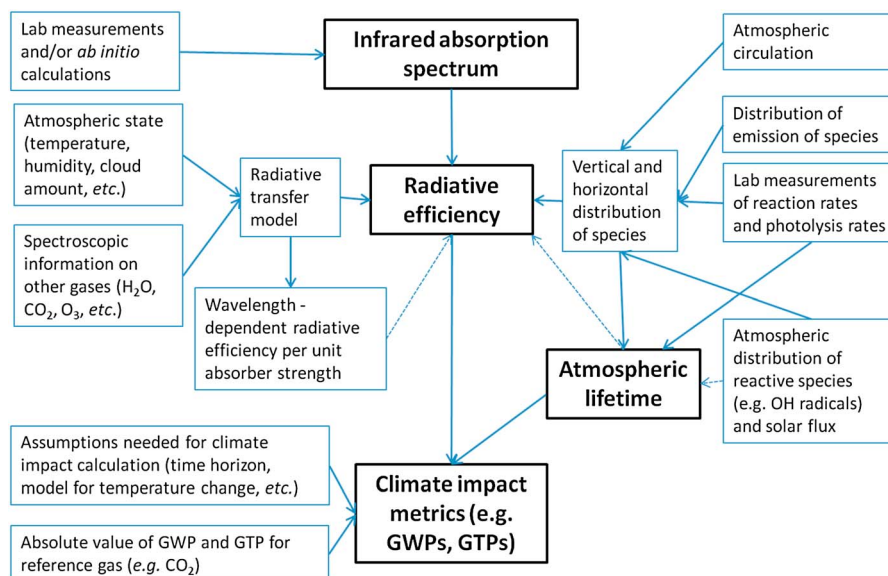 Lab measurements
and/or ab initio
calculations
Infrared absorption
spectrum
Atmospheric
circulation
Atmospheric state
(temperature,
humidity, cloud
amount, etc.)
Distribution of
emission of species
Radiative
transfer
model
Radiative
efficiency
Vertical and
horizontal
distribution
of species
Lab measurements
of reaction rates
and photolysis rates
Spectroscopic
information on
other gases (H₂O,
CO₂, O₃, etc.)
Wavelength -
dependent radiative
efficiency per unit
absorber strength
Atmospheric
lifetime
Atmospheric
distribution of
reactive species
(e.g. OH radicals)
and solar flux
Assumptions needed for climate
impact calculation (time horizon,
model for temperature change, etc.)
Climate impact
metrics (e.g.
GWPs, GTPs)
Absolute value of GWP and GTP for
reference gas (e.g. CO₂)